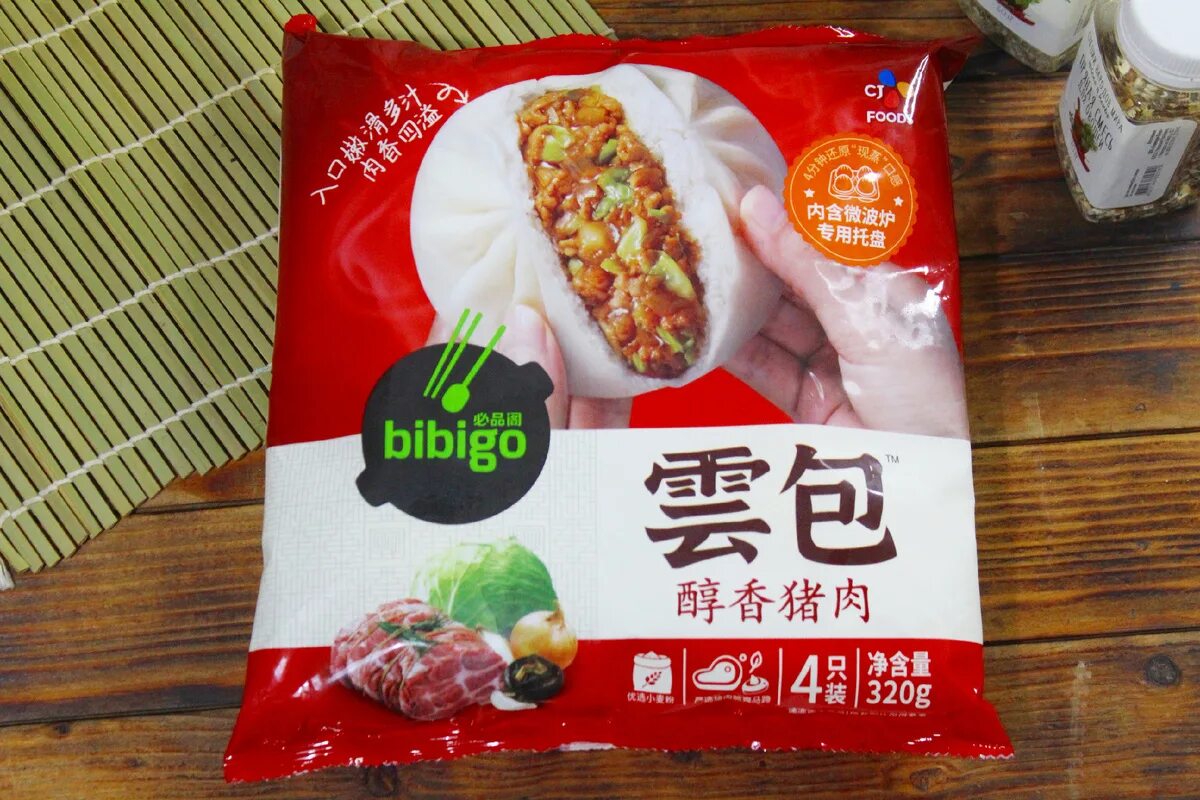 入口嫩滑多汁
肉香四溢
CJ
FOODS
4分钟还原“现蒸”口感
内含微波炉
专用托盘
必品阁
bibigo
雲包™
醇香猪肉
优选小麦粉
4只装
净含量
320g